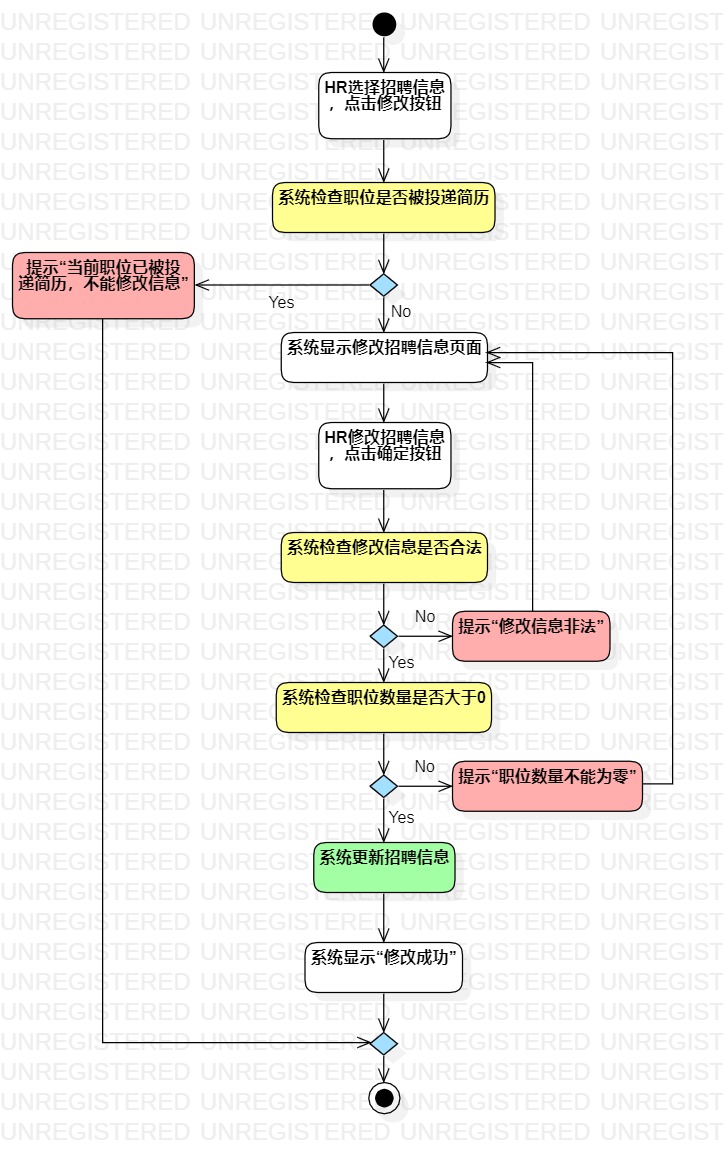 HR选择招聘信息
，点击修改按钮
系统检查职位是否被投递简历
提示“当前职位已被投
递简历，不能修改信息”
Yes
No
系统显示修改招聘信息页面
HR修改招聘信息
，点击确定按钮
系统检查修改信息是否合法
No
提示“修改信息非法”
Yes
系统检查职位数量是否大于0
No
提示“职位数量不能为零”
Yes
系统更新招聘信息
系统显示“修改成功”
UNREGISTERED UNREGISTERED UNREGISTERED UNREGIST